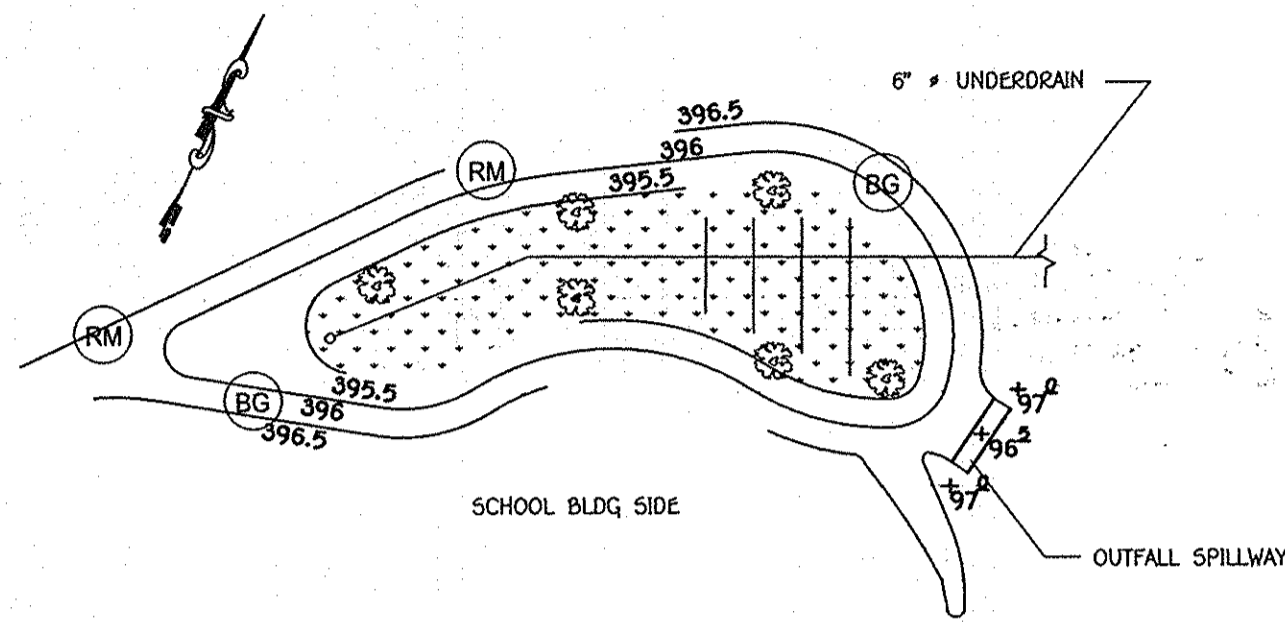 6" ø UNDERDRAIN
396.5
396
395.5
RM
BG
RM
BG
395.5
396
396.5
+97.0
+96.5
+97.0
SCHOOL BLDG SIDE
OUTFALL SPILLWAY